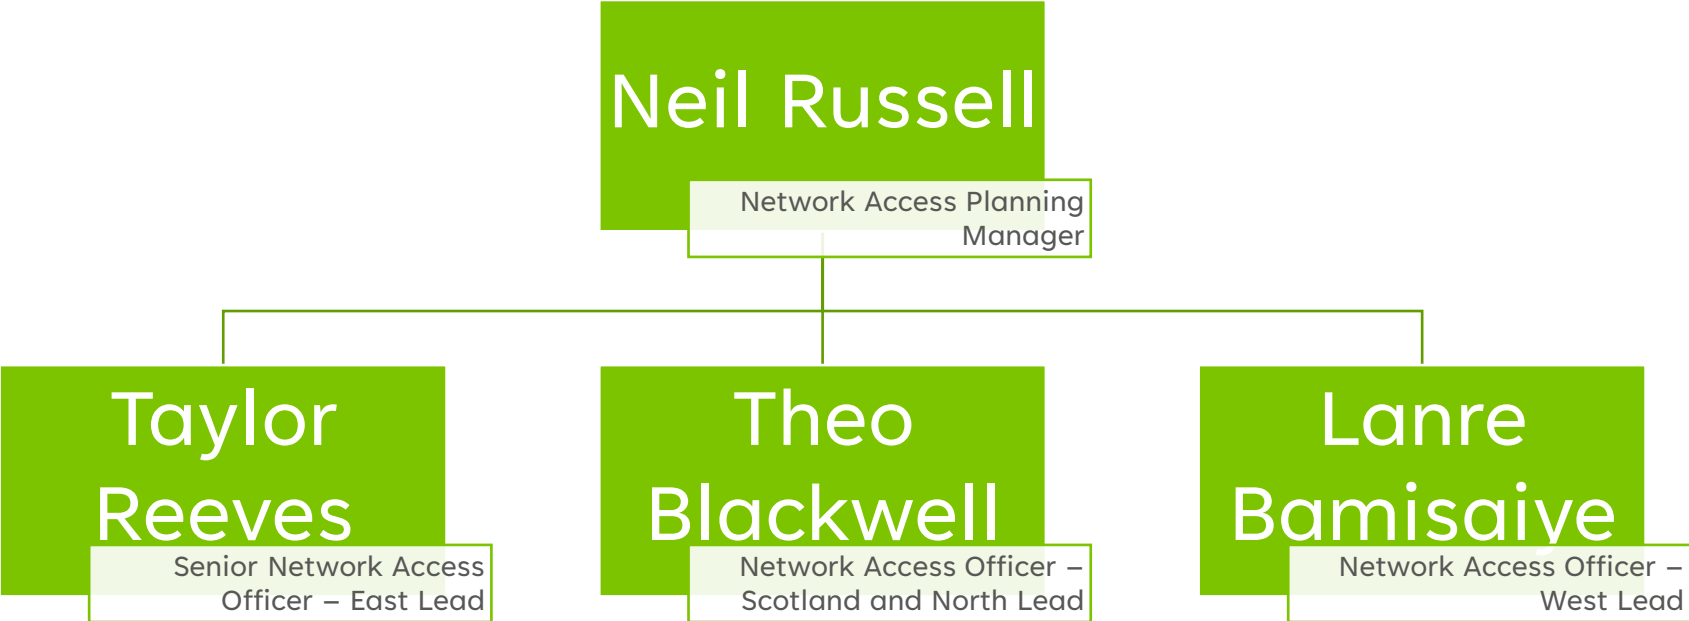 Neil Russell
Network Access Planning
Manager
Taylor
Reeves
Senior Network Access
Officer – East Lead
Theo
Blackwell
Network Access Officer –
Scotland and North Lead
Lanre
Bamisaiye
Network Access Officer –
West Lead